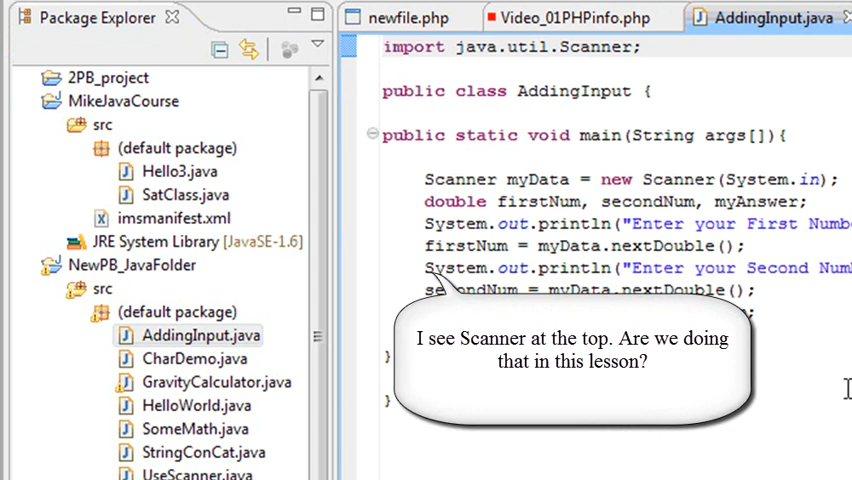 Package Explorer
newfile.php
Video_01PHPinfo.php
AddingInput.java
2PB_project
MikeJavaCourse
src
(default package)
Hello3.java
SatClass.java
imsmanifest.xml
JRE System Library [JavaSE-1.6]
NewPB_JavaFolder
src
(default package)
AddingInput.java
CharDemo.java
GravityCalculator.java
HelloWorld.java
SomeMath.java
StringConCat.java
UseScanner.java
import java.util.Scanner;
public class AddingInput {
public static void main(String args[]){
Scanner myData = new Scanner(System.in);
double firstNum, secondNum, myAnswer;
System.out.println("Enter your First Numb
firstNum = myData.nextDouble();
System.out.println("Enter your Second Num
secondNum = myData.nextDouble();
}
}
I see Scanner at the top. Are we doing
that in this lesson?